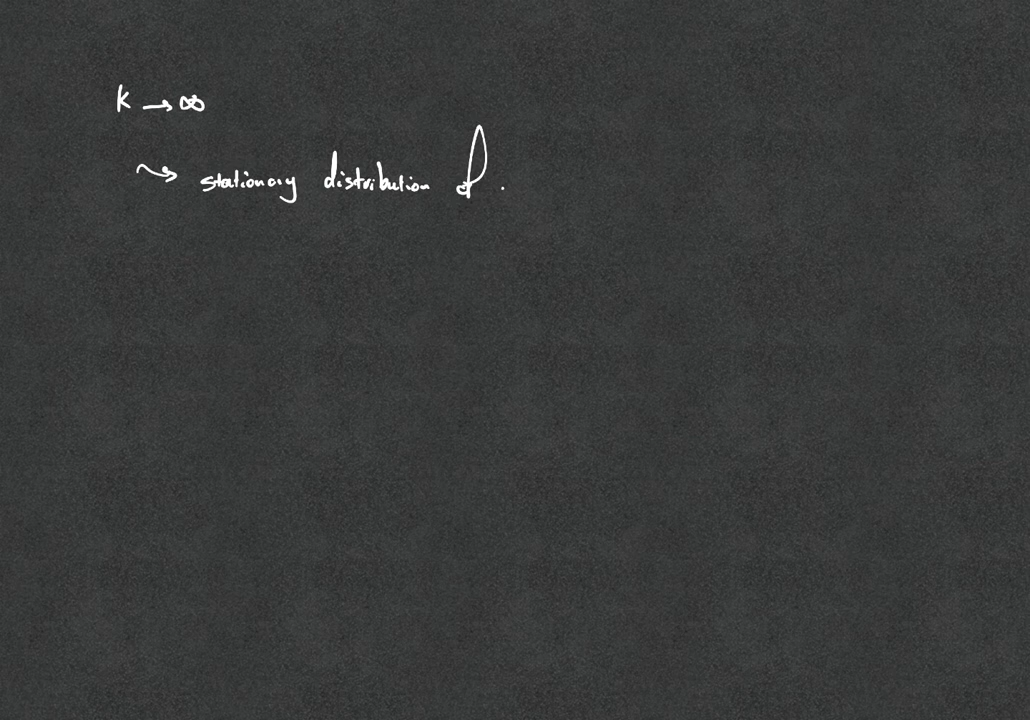 k → ∞
⤳ stationary distribution of .